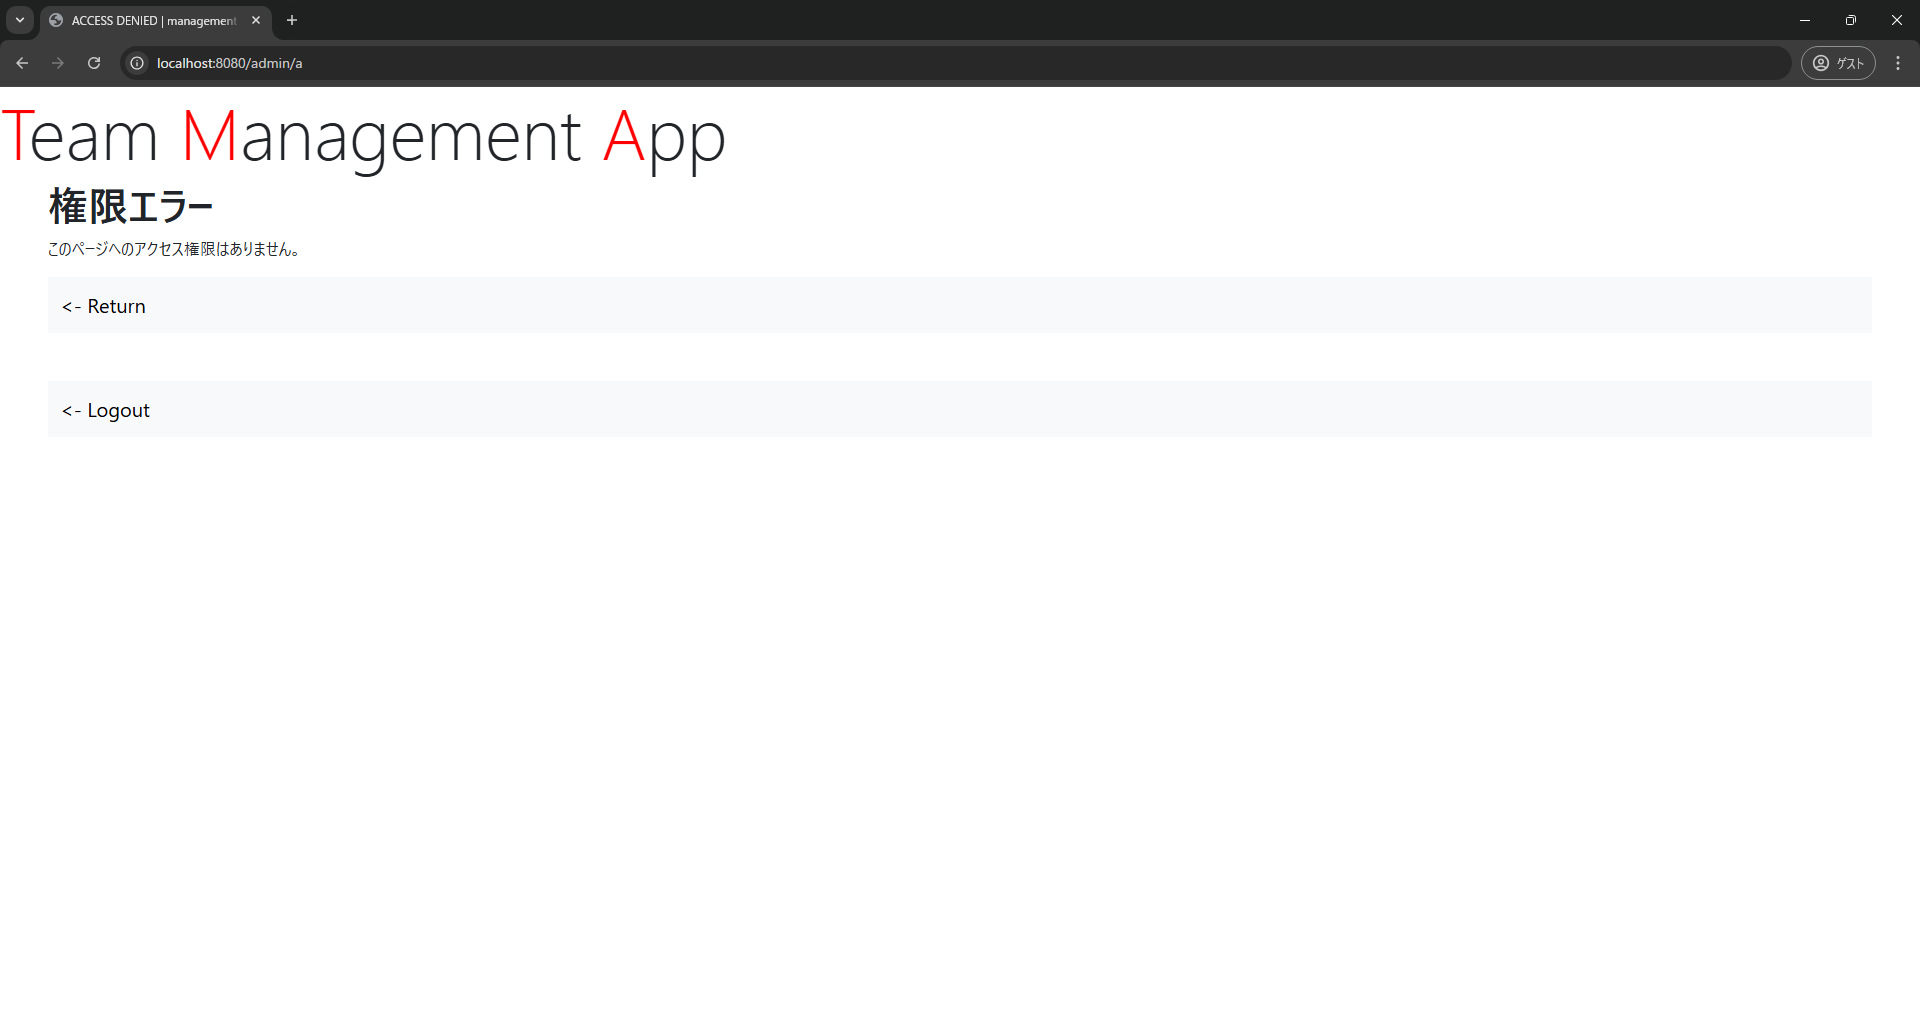 ACCESS DENIED | management
localhost:8080/admin/a
ゲスト
Team Management App
権限エラー
このページへのアクセス権限はありません。
<- Return
<- Logout